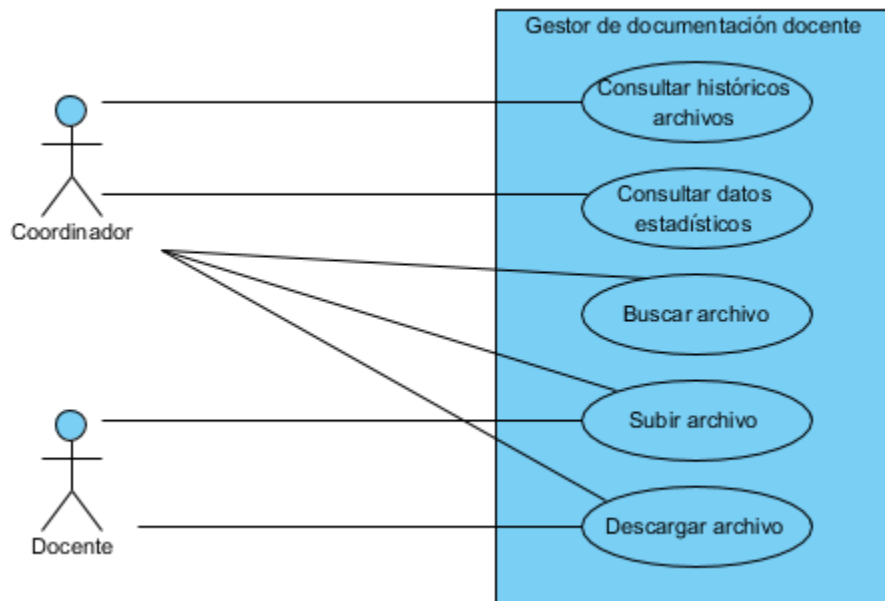 Gestor de documentación docente
Consultar históricos
archivos
Consultar datos
estadísticos
Coordinador
Buscar archivo
Subir archivo
Descargar archivo
Docente